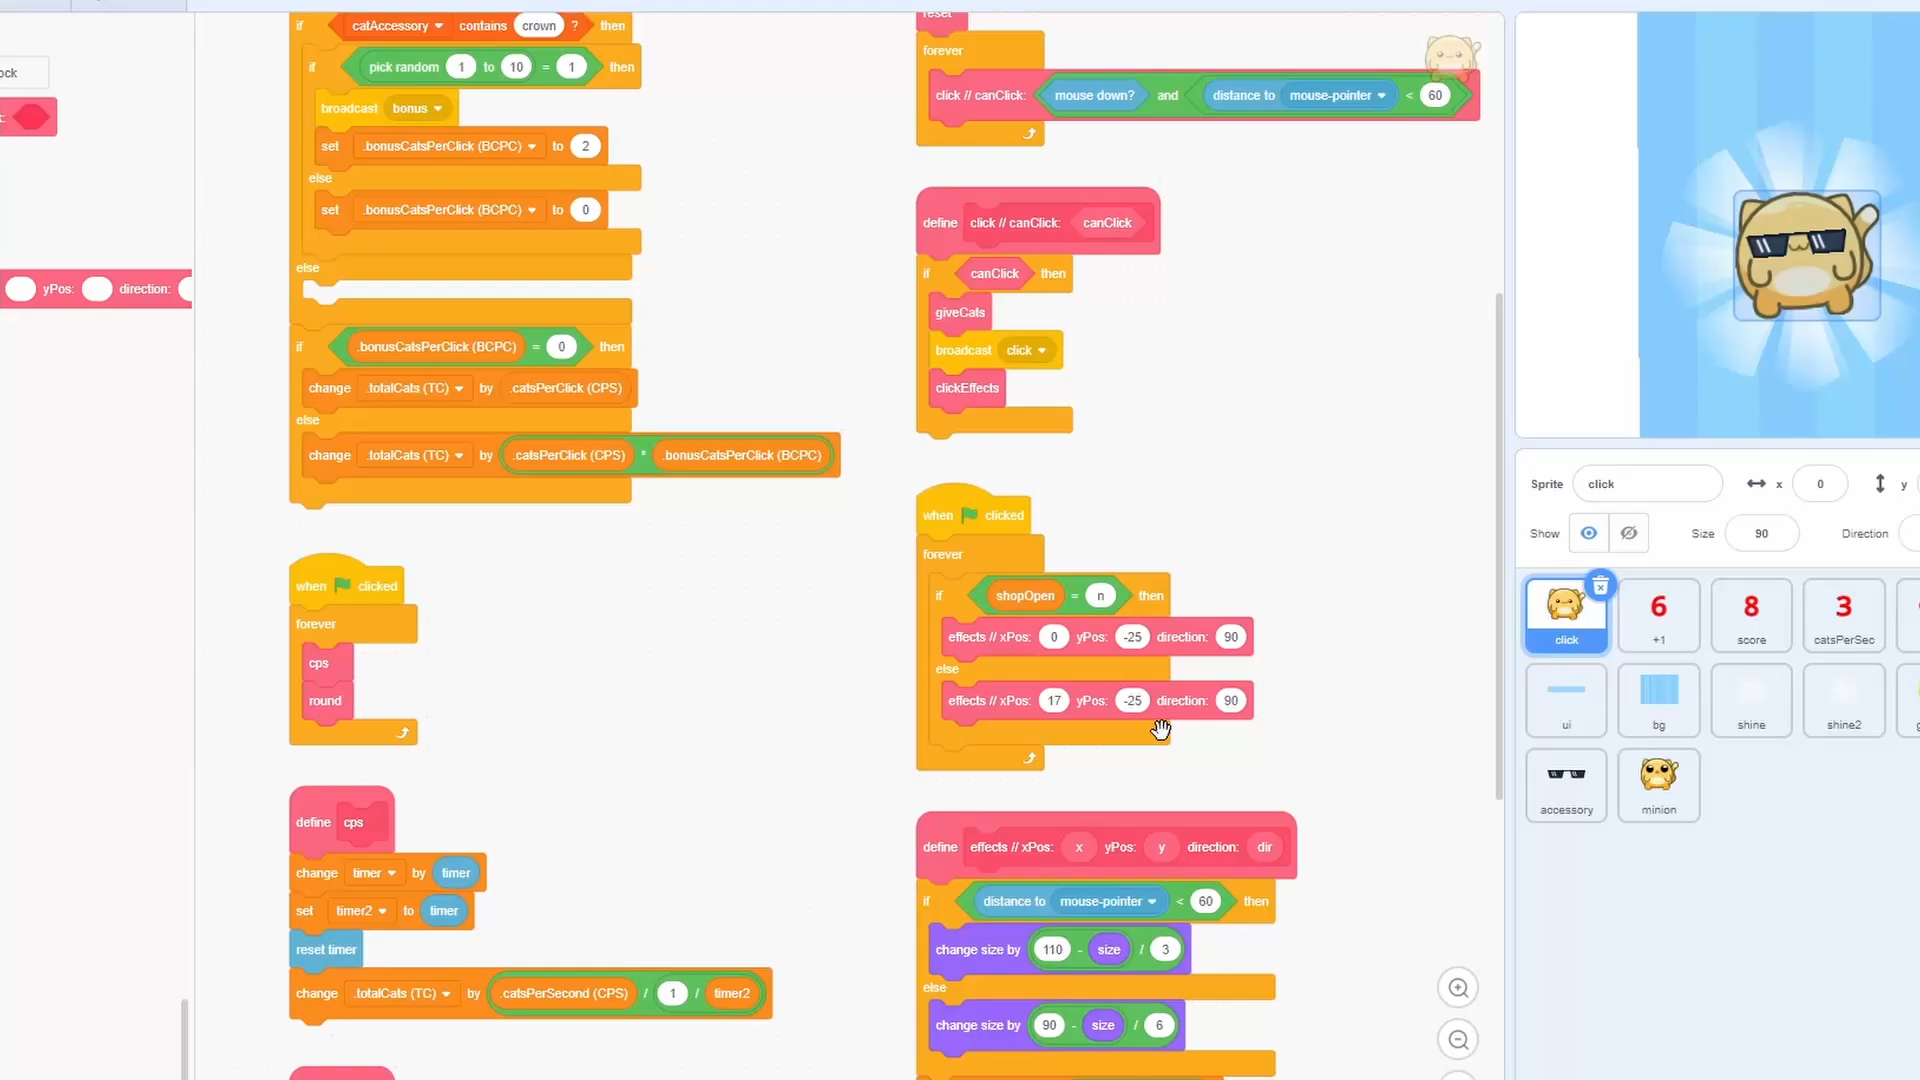 ock
yPos: direction:
if catAccessory contains crown ? then
if pick random 1 to 10 = 1 then
broadcast bonus
set .bonusCatsPerClick (BCPC) to 2
else
set .bonusCatsPerClick (BCPC) to 0
else
if .bonusCatsPerClick (BCPC) = 0 then
change .totalCats (TC) by .catsPerClick (CPS)
else
change .totalCats (TC) by .catsPerClick (CPS) * .bonusCatsPerClick (BCPC)
when clicked
forever
cps
round
define cps
change timer by timer
set timer2 to timer
reset timer
change .totalCats (TC) by .catsPerSecond (CPS) / 1 / timer2
reset
forever
click // canClick: mouse down? and distance to mouse-pointer < 60
define click // canClick: canClick
if canClick then
giveCats
broadcast click
clickEffects
when clicked
forever
if shopOpen = n then
effects // xPos: 0 yPos: -25 direction: 90
else
effects // xPos: 17 yPos: -25 direction: 90
define effects // xPos: x yPos: y direction: dir
if distance to mouse-pointer < 60 then
change size by 110 - size / 3
else
change size by 90 - size / 6
Sprite click x 0 y
Show Size 90 Direction
click
6
+1
8
score
3
catsPerSec
ui
bg
shine
shine2
accessory
minion